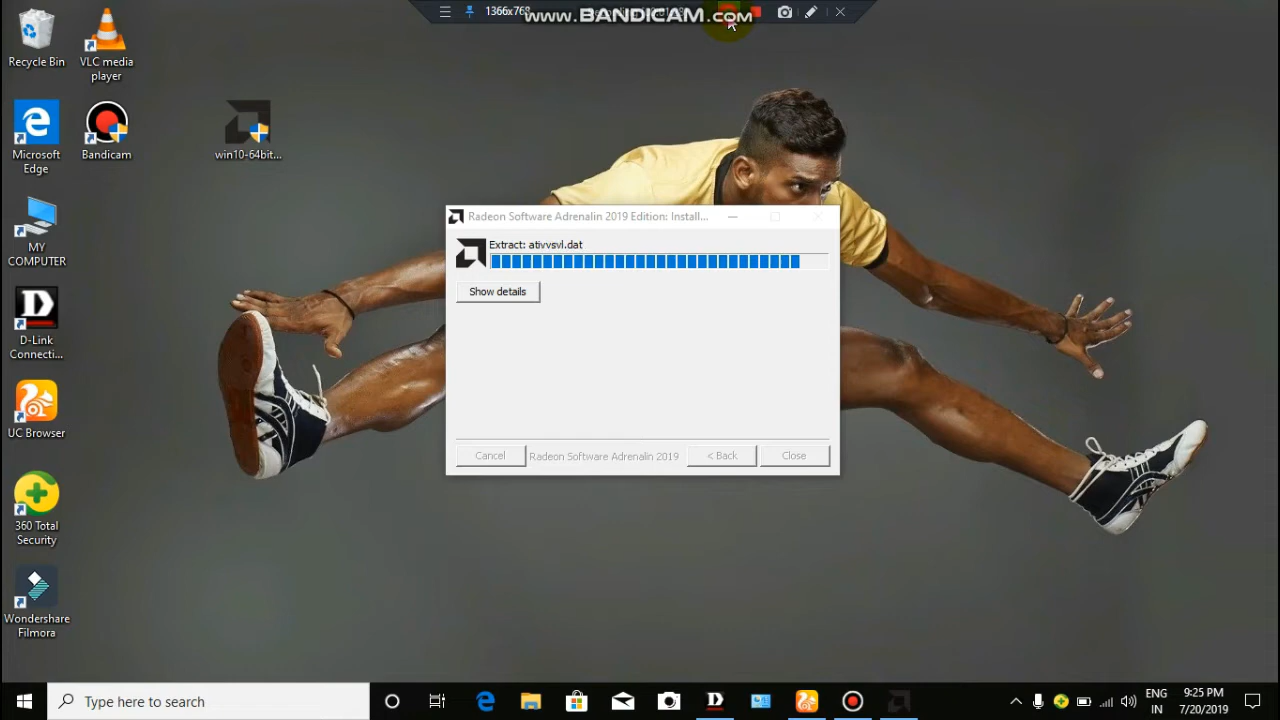 1366x768
www.BANDICAM.com
Recycle Bin
VLC media
player
Microsoft
Edge
Bandicam
win10-64bit...
MY
COMPUTER
D-Link
Connecti...
UC Browser
360 Total
Security
Wondershare
Filmora
Radeon Software Adrenalin 2019 Edition: Install...
Extract: ativvsvl.dat
Show details
Cancel
Radeon Software Adrenalin 2019
< Back
Close
Type here to search
ENG
IN
9:25 PM
7/20/2019